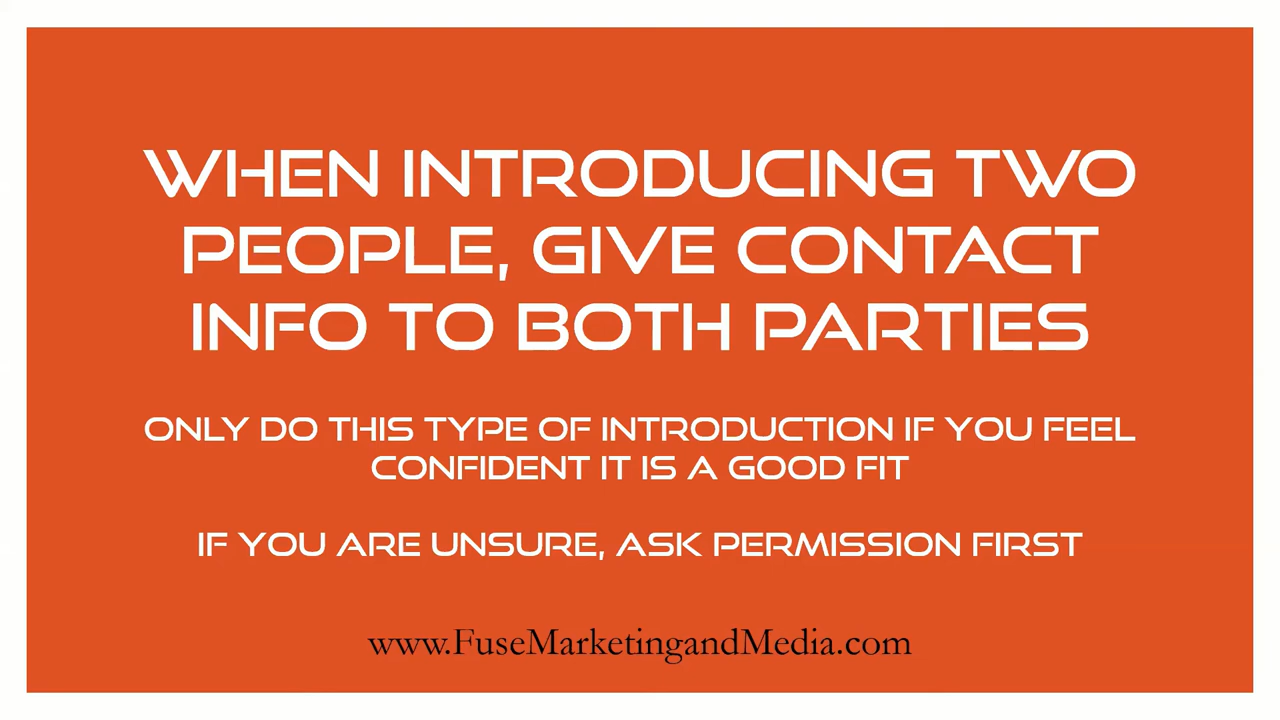 WHEN INTRODUCING TWO
PEOPLE, GIVE CONTACT
INFO TO BOTH PARTIES
ONLY DO THIS TYPE OF INTRODUCTION IF YOU FEEL
CONFIDENT IT IS A GOOD FIT
IF YOU ARE UNSURE, ASK PERMISSION FIRST
www.FuseMarketingandMedia.com